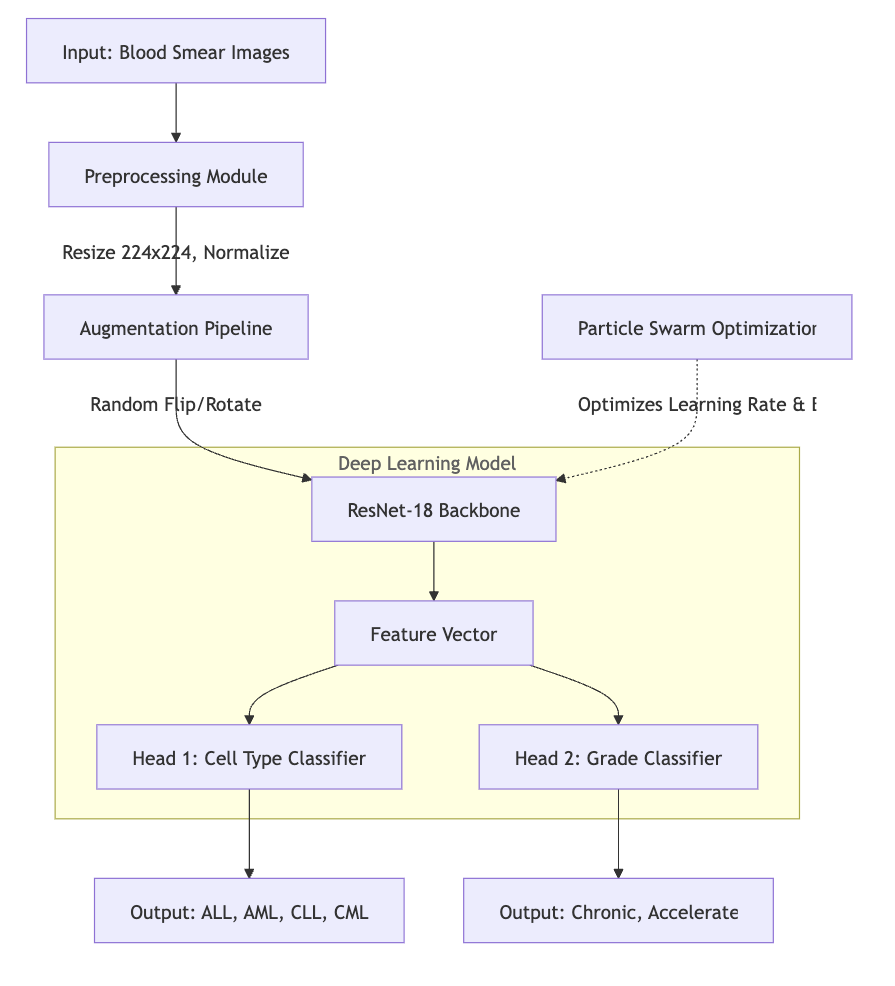 Input: Blood Smear Images
Preprocessing Module
Resize 224x224, Normalize
Augmentation Pipeline
Particle Swarm Optimization
Random Flip/Rotate
Optimizes Learning Rate &
Deep Learning Model
ResNet-18 Backbone
Feature Vector
Head 1: Cell Type Classifier
Head 2: Grade Classifier
Output: ALL, AML, CLL, CML
Output: Chronic, Accelerate